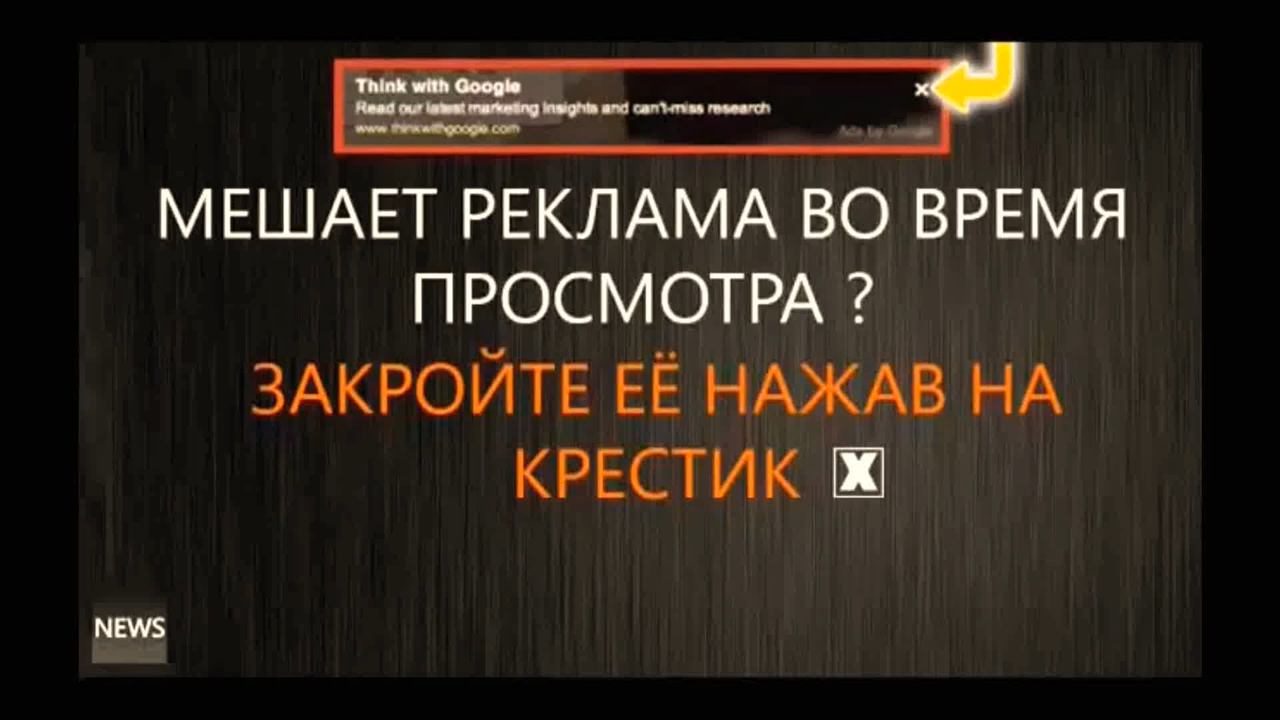 Think with Google
Read our latest marketing insights and can't-miss research
www.thinkwithgoogle.com
Ads by Google
МЕШАЕТ РЕКЛАМА ВО ВРЕМЯ
ПРОСМОТРА ?
ЗАКРОЙТЕ ЕЁ НАЖАВ НА
КРЕСТИК X
NEWS